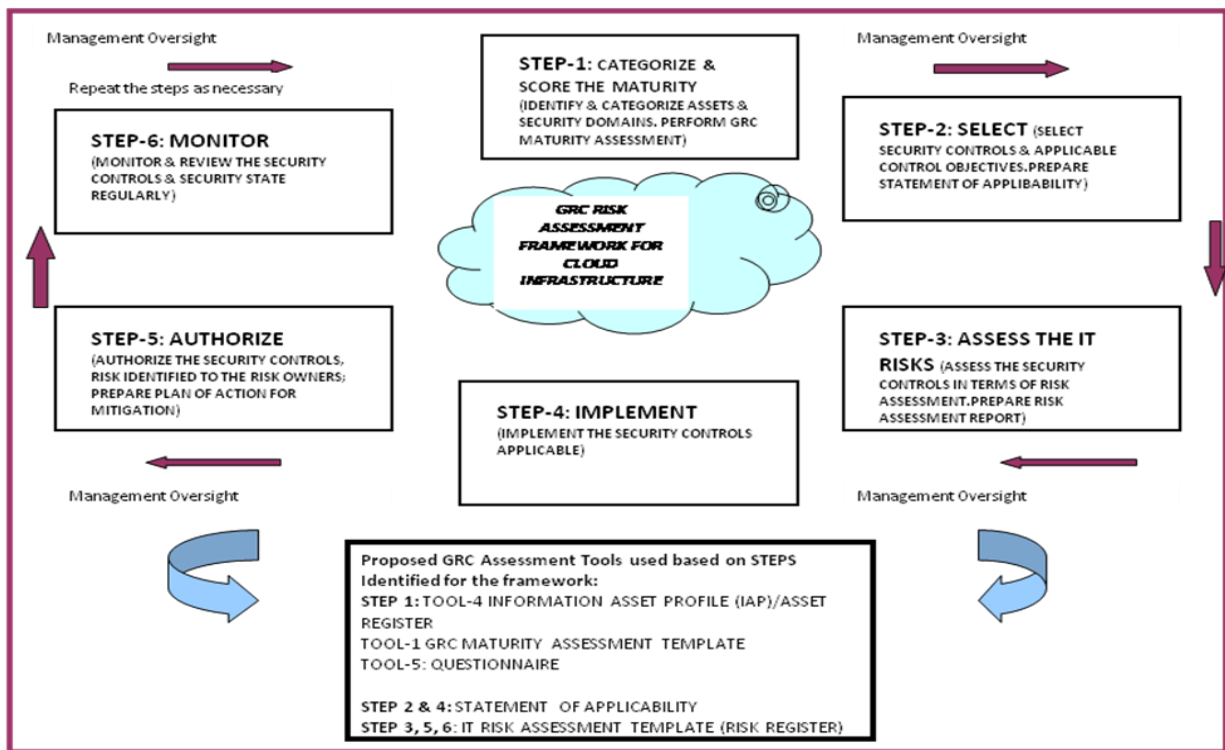 Management Oversight
Repeat the steps as necessary
STEP-1: CATEGORIZE &
SCORE THE MATURITY
(IDENTIFY & CATEGORIZE ASSETS &
SECURITY DOMAINS. PERFORM GRC
MATURITY ASSESSMENT)
Management Oversight
STEP-2: SELECT (SELECT
SECURITY CONTROLS & APPLICABLE
CONTROL OBJECTIVES.PREPARE
STATEMENT OF APPLIBABILITY)
STEP-6: MONITOR
(MONITOR & REVIEW THE SECURITY
CONTROLS & SECURITY STATE
REGULARLY)
GRC RISK
ASSESSMENT
FRAMEWORK FOR
CLOUD
INFRASTRUCTURE
STEP-3: ASSESS THE IT
RISKS (ASSESS THE SECURITY
CONTROLS IN TERMS OF RISK
ASSESSMENT.PREPARE RISK
ASSESSMENT REPORT)
STEP-5: AUTHORIZE
(AUTHORIZE THE SECURITY CONTROLS,
RISK IDENTIFIED TO THE RISK OWNERS;
PREPARE PLAN OF ACTION FOR
MITIGATION)
STEP-4: IMPLEMENT
(IMPLEMENT THE SECURITY CONTROLS
APPLICABLE)
Management Oversight
Management Oversight
Proposed GRC Assessment Tools used based on STEPS
Identified for the framework:
STEP 1: TOOL-4 INFORMATION ASSET PROFILE (IAP)/ASSET
REGISTER
TOOL-1 GRC MATURITY ASSESSMENT TEMPLATE
TOOL-5: QUESTIONNAIRE
STEP 2 & 4: STATEMENT OF APPLICABILITY
STEP 3, 5, 6: IT RISK ASSESSMENT TEMPLATE (RISK REGISTER)